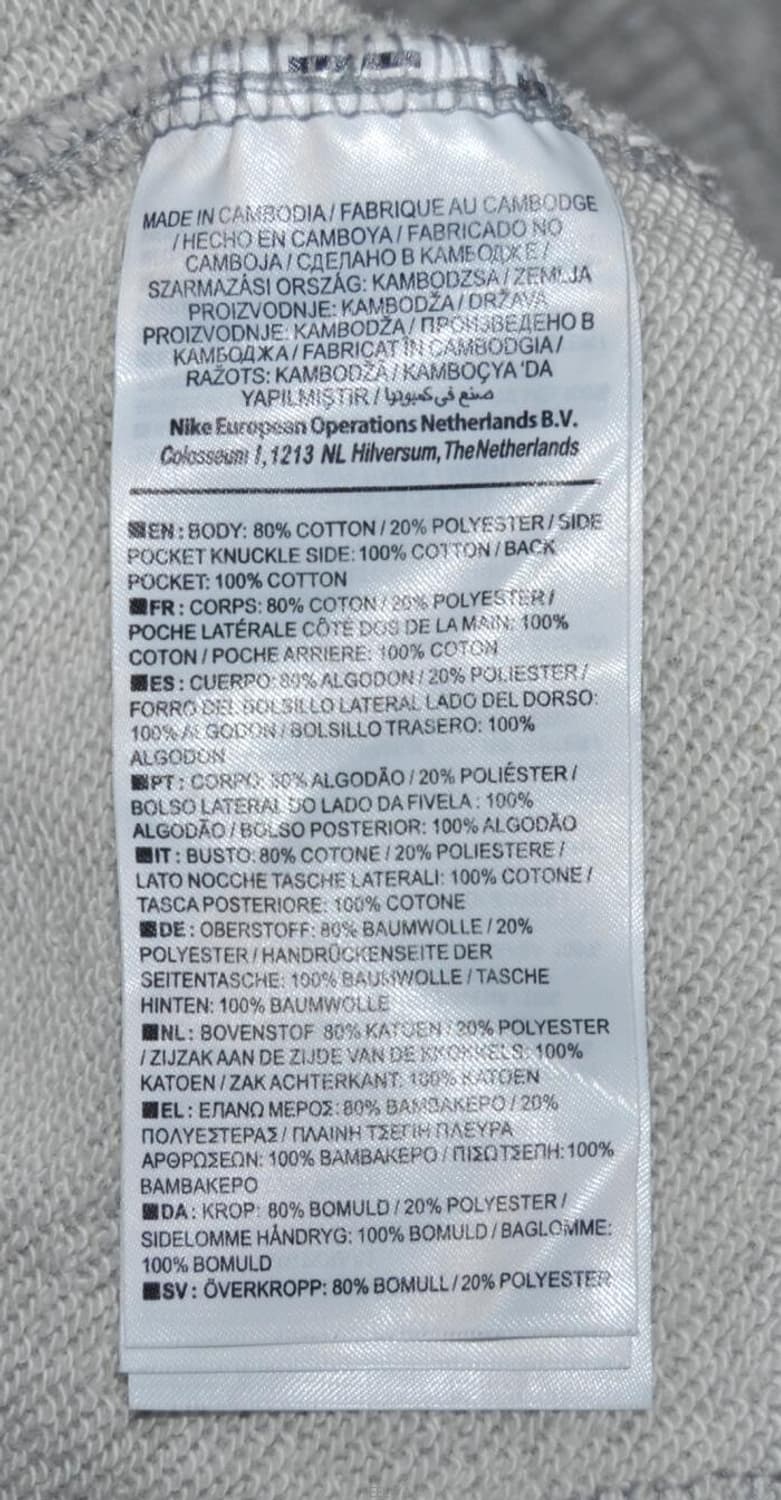 MADE IN CAMBODIA / FABRIQUE AU CAMBODGE
/ HECHO EN CAMBOYA / FABRICADO NO
CAMBOJA / СДЕЛАНО В КАМБОДЖЕ /
SZARMAZÁSI ORSZÁG: KAMBODZSA / ZEMLJA
PROIZVODNJE: KAMBODŽA / DRŽAVA
PROIZVODNJE: KAMBODŽA / ПРОИЗВЕДЕНО В
КАМБОДЖА / FABRICAT ÎN CAMBODGIA /
RAŽOTS: KAMBODŽA / KAMBOÇYA 'DA
YAPILMIŞTIR / صنع في كمبوديا
Nike European Operations Netherlands B.V.
Colosseum 1, 1213 NL Hilversum, The Netherlands
EN : BODY: 80% COTTON / 20% POLYESTER / SIDE
POCKET KNUCKLE SIDE: 100% COTTON / BACK
POCKET: 100% COTTON
FR : CORPS: 80% COTON / 20% POLYESTER /
POCHE LATÉRALE CÔTÉ DOS DE LA MAIN: 100%
COTON / POCHE ARRIERE: 100% COTON
ES : CUERPO: 80% ALGODON / 20% POLIESTER /
FORRO DEL BOLSILLO LATERAL LADO DEL DORSO:
100% ALGODON / BOLSILLO TRASERO: 100%
ALGODON
PT : CORPO: 80% ALGODÃO / 20% POLIÉSTER /
BOLSO LATERAL DO LADO DA FIVELA : 100%
ALGODÃO / BOLSO POSTERIOR: 100% ALGODÃO
IT : BUSTO: 80% COTONE / 20% POLIESTERE /
LATO NOCCHE TASCHE LATERALI: 100% COTONE /
TASCA POSTERIORE: 100% COTONE
DE : OBERSTOFF: 80% BAUMWOLLE / 20%
POLYESTER / HANDRÜCKENSEITE DER
SEITENTASCHE: 100% BAUMWOLLE / TASCHE
HINTEN: 100% BAUMWOLLE
NL : BOVENSTOF 80% KATOEN / 20% POLYESTER
/ ZIJZAK AAN DE ZIJDE VAN DE KNOKKELS: 100%
KATOEN / ZAK ACHTERKANT: 100% KATOEN
EL : ΕΠΑΝΩ ΜΕΡΟΣ: 80% ΒΑΜΒΑΚΕΡΟ / 20%
ΠΟΛΥΕΣΤΕΡΑΣ / ΠΛΑΙΝΗ ΤΣΕΠΗ ΠΛΕΥΡΑ
ΑΡΘΡΩΣΕΩΝ: 100% ΒΑΜΒΑΚΕΡΟ / ΠΙΣΩ ΤΣΕΠΗ: 100%
ΒΑΜΒΑΚΕΡΟ
DA : KROP: 80% BOMULD / 20% POLYESTER /
SIDELOMME HÅNDRYG: 100% BOMULD / BAGLOMME:
100% BOMULD
SV : ÖVERKROPP: 80% BOMULL / 20% POLYESTER